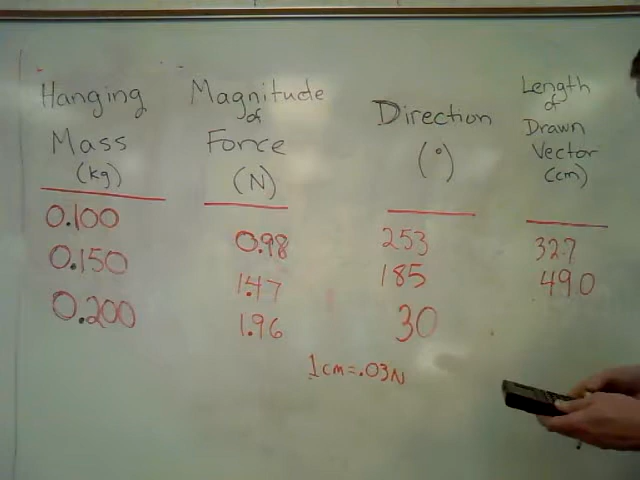 Hanging Mass (kg)
Magnitude of Force (N)
Direction (°)
Length of Drawn Vector (cm)
0.100 0.98 253 32.7
0.150 1.47 185 49.0
0.200 1.96 30
1cm=.03N